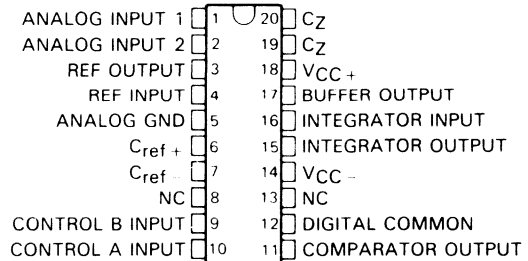 ANALOG INPUT 1 1 20 CZ
ANALOG INPUT 2 2 19 CZ
REF OUTPUT 3 18 VCC +
REF INPUT 4 17 BUFFER OUTPUT
ANALOG GND 5 16 INTEGRATOR INPUT
Cref + 6 15 INTEGRATOR OUTPUT
Cref − 7 14 VCC −
NC 8 13 NC
CONTROL B INPUT 9 12 DIGITAL COMMON
CONTROL A INPUT 10 11 COMPARATOR OUTPUT